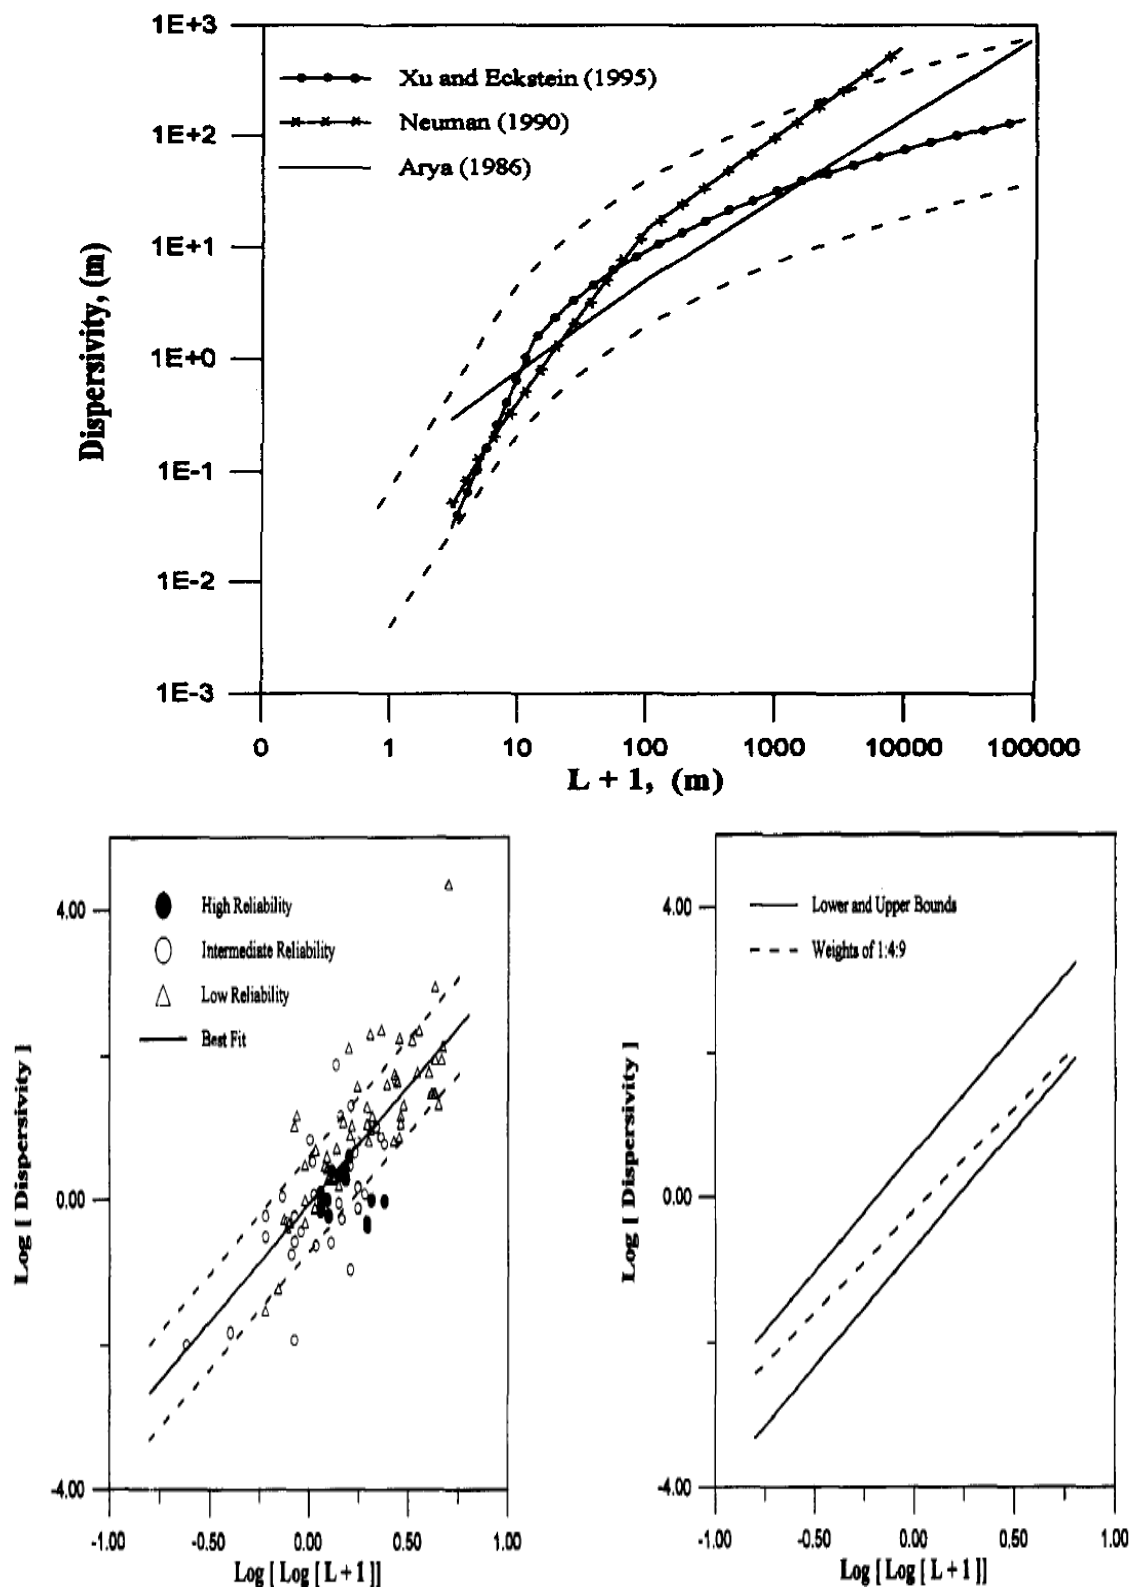 1E+3
Xu and Eckstein (1995)
Neuman (1990)
1E+2
Arya (1986)
1E+1
1E+0
1E-1
1E-2
1E-3
Dispersivity, (m)
0 1 10 100 1000 10000 100000
L + 1, (m)
4.00
High Reliability
Intermediate Reliability
Low Reliability
Best Fit
Log [ Dispersivity ]
0.00
-4.00
-1.00 -0.50 0.00 0.50 1.00
Log [ Log [ L + 1 ]]
4.00
Lower and Upper Bounds
Weights of 1:4:9
Log [ Dispersivity ]
0.00
-4.00
-1.00 -0.50 0.00 0.50 1.00
Log [ Log [ L + 1 ]]